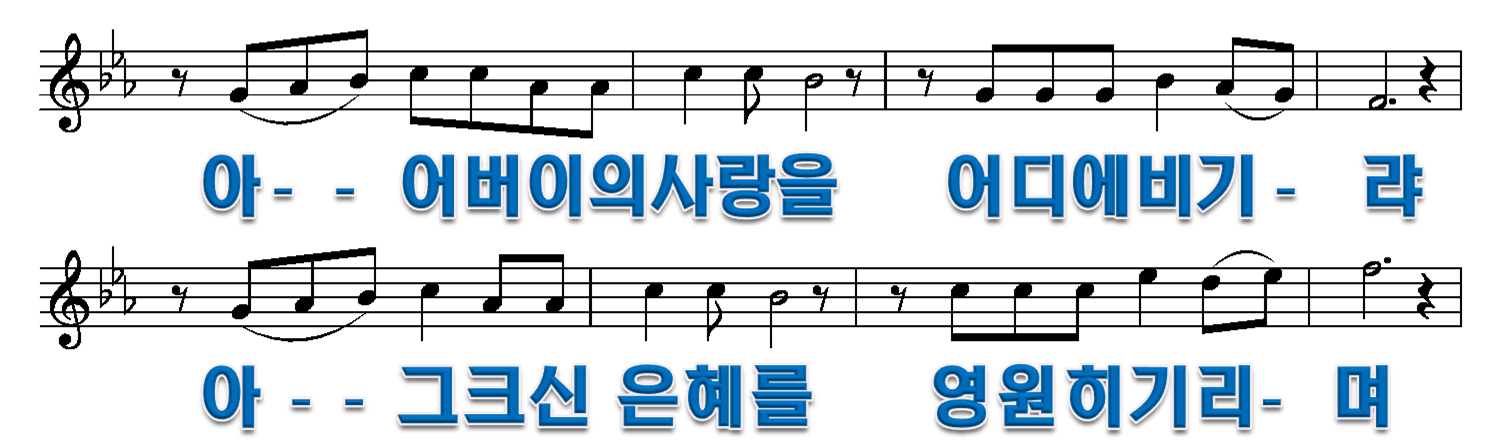 아- - 어버이의사랑을 어디에비기- 랴
아- - 그크신 은혜를 영원히기리- 며